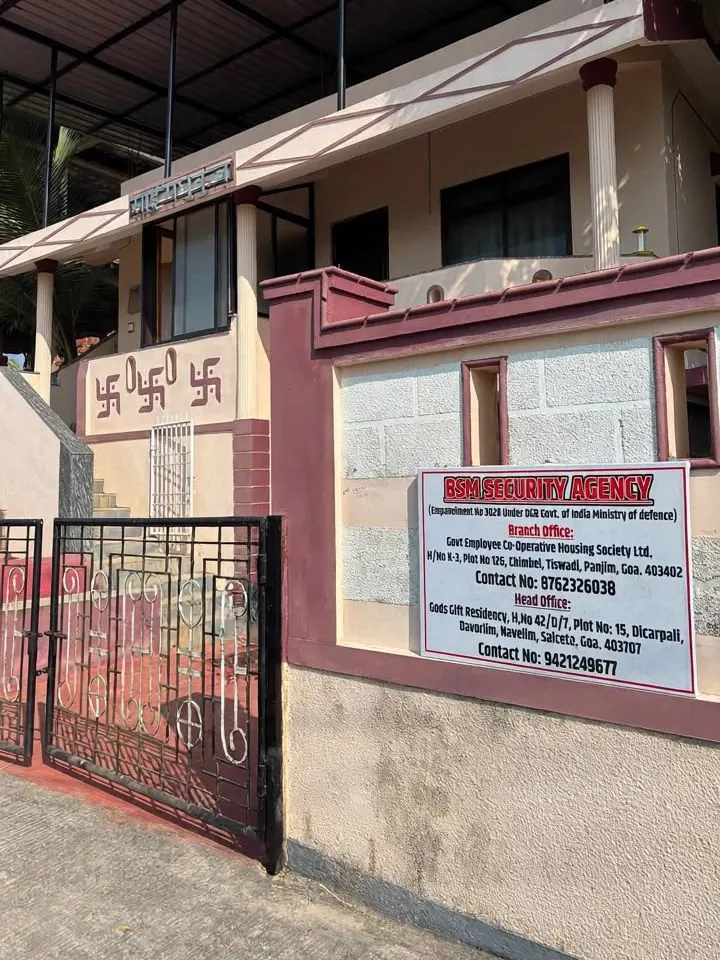 BSM SECURITY AGENCY
(Empanelment No 3028 Under DGR Govt. of India Ministry of defence)
Branch Office:
Govt Employee Co-Operative Housing Society Ltd,
H/No K-3, Plot No 126, Chimbel, Tiswadi, Panjim, Goa. 403402
Contact No: 8762326038
Head Office:
Gods Gift Residency, H,No 42/D/7, Plot No: 15, Dicarpali,
Davorlim, Navelim, Salcete, Goa. 403707
Contact No: 9421249677